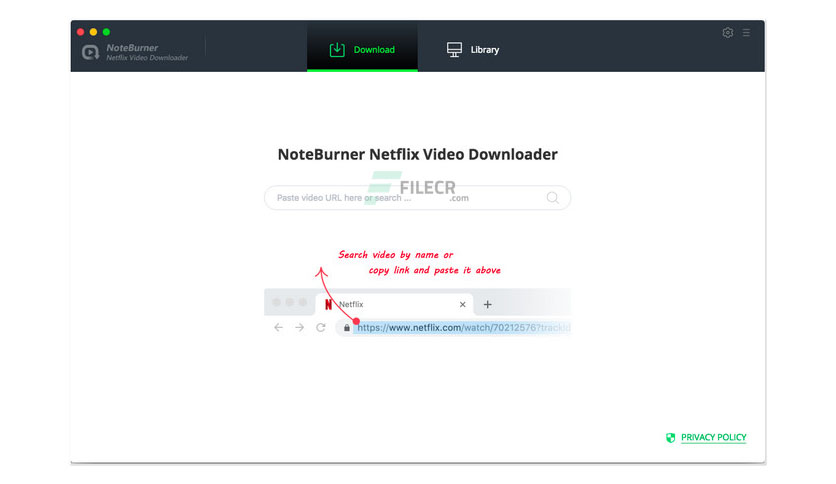 NoteBurner
Netflix Video Downloader
Download
Library
NoteBurner Netflix Video Downloader
Paste video URL here or search ...
FILECR
.com
Search video by name or
copy link and paste it above
N Netflix
https://www.netflix.com/watch/70212576?trackId
PRIVACY POLICY